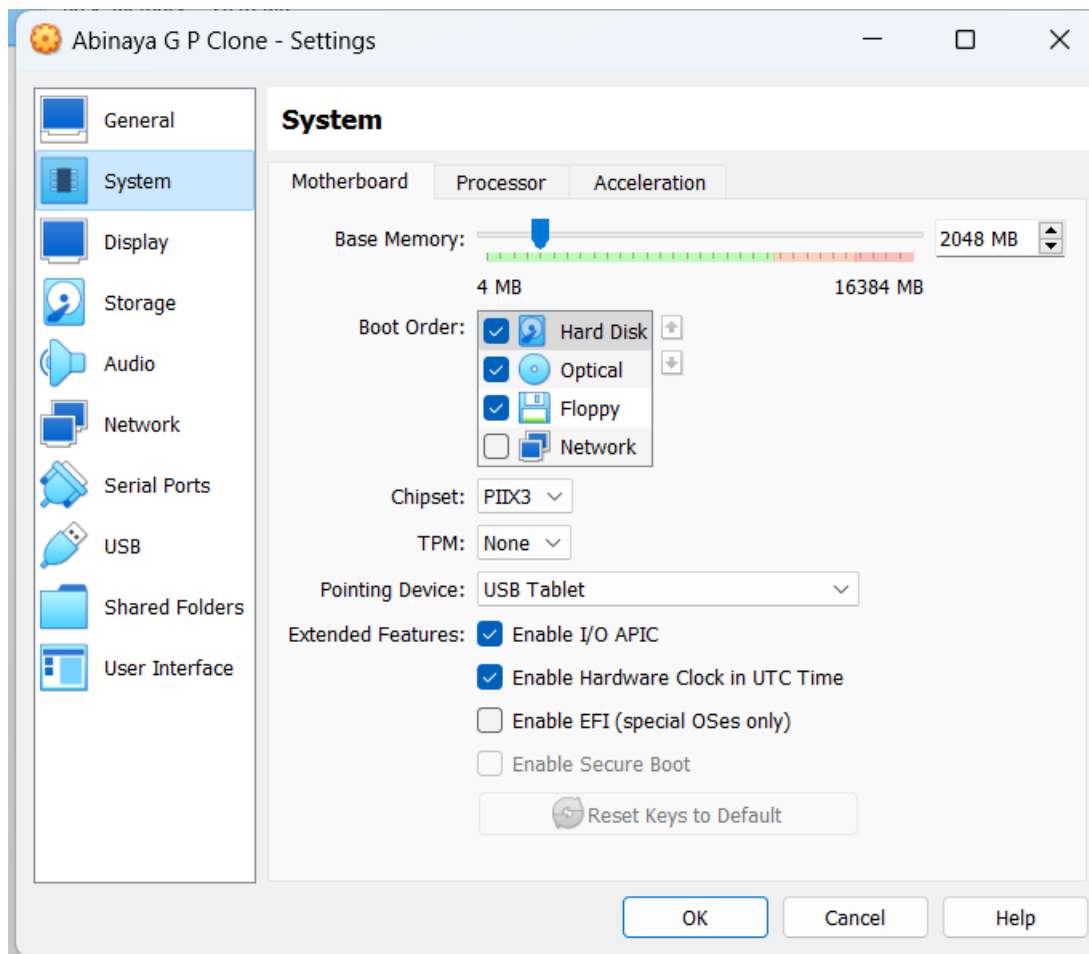 Abinaya G P Clone - Settings
General
System
Display
Storage
Audio
Network
Serial Ports
USB
Shared Folders
User Interface
System
Motherboard Processor Acceleration
Base Memory: 2048 MB
4 MB 16384 MB
Boot Order: Hard Disk
Optical
Floppy
Network
Chipset: PIIX3
TPM: None
Pointing Device: USB Tablet
Extended Features: Enable I/O APIC
Enable Hardware Clock in UTC Time
Enable EFI (special OSes only)
Enable Secure Boot
Reset Keys to Default
OK Cancel Help